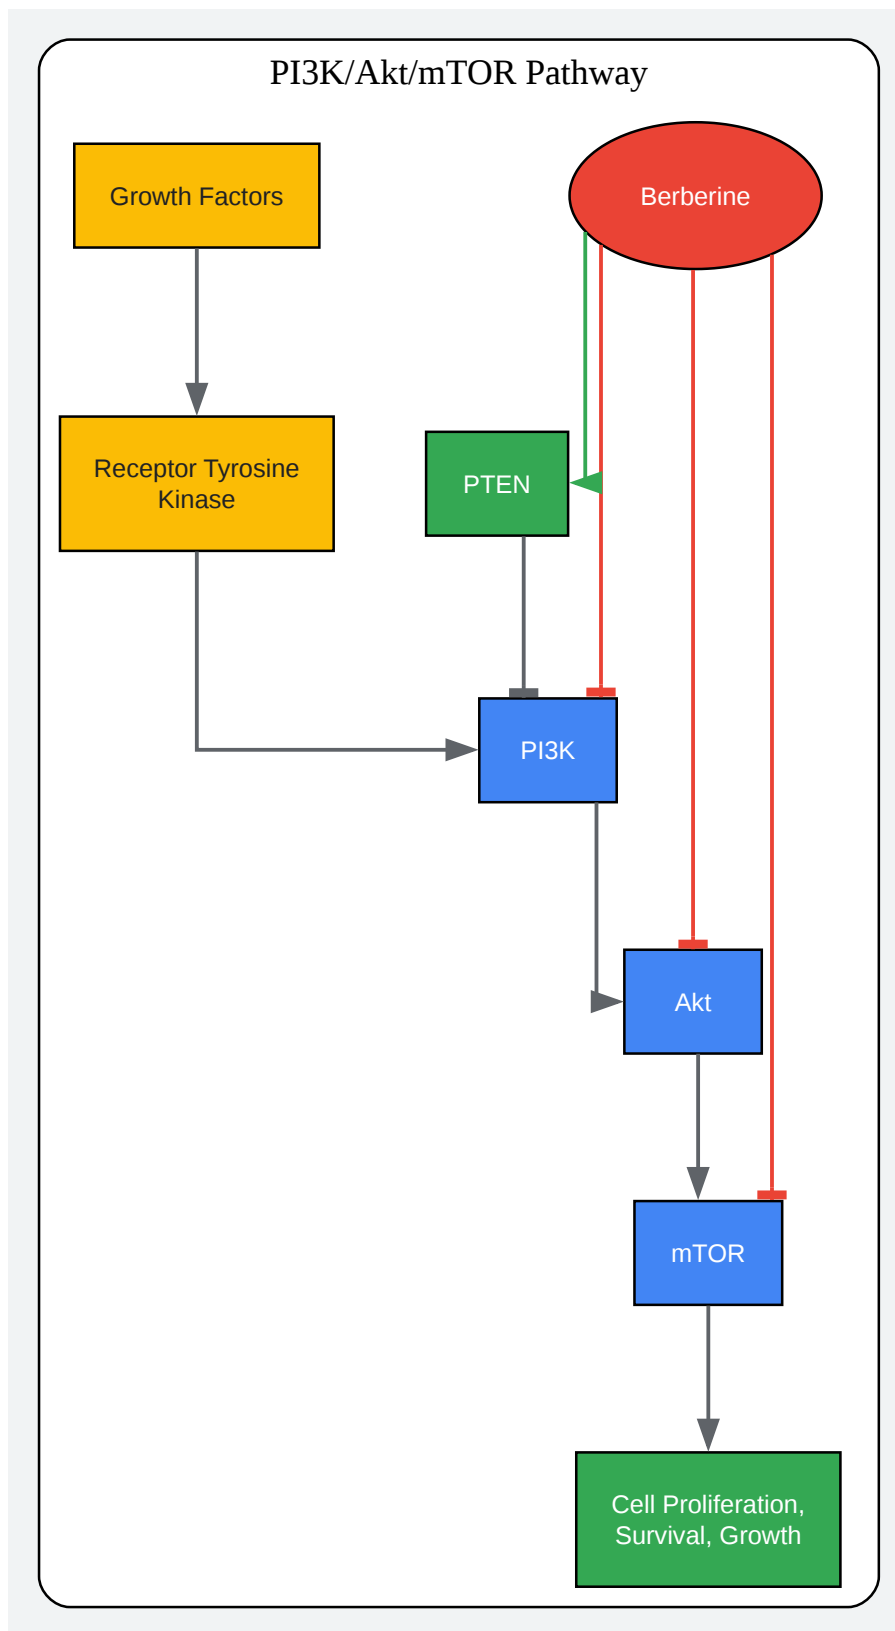 PI3K/Akt/mTOR Pathway
Growth Factors
Berberine
Receptor Tyrosine
Kinase
PTEN
PI3K
Akt
mTOR
Cell Proliferation,
Survival, Growth